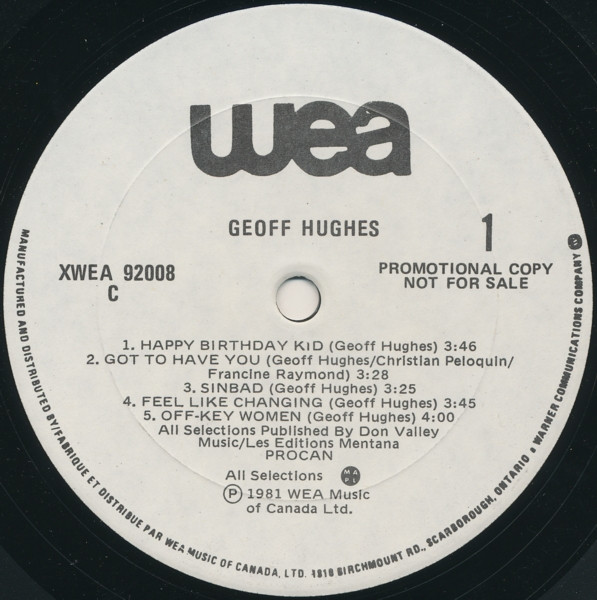 wea
GEOFF HUGHES
1
XWEA 92008
C
PROMOTIONAL COPY
NOT FOR SALE
1. HAPPY BIRTHDAY KID (Geoff Hughes) 3:46
2. GOT TO HAVE YOU (Geoff Hughes/Christian Peloquin/
Francine Raymond) 3:28
3. SINBAD (Geoff Hughes) 3:25
4. FEEL LIKE CHANGING (Geoff Hughes) 3:45
5. OFF-KEY WOMEN (Geoff Hughes) 4:00
All Selections Published By Don Valley
Music/Les Editions Mentana
PROCAN
All Selections MAPL
Ⓟ 1981 WEA Music
of Canada Ltd.
MANUFACTURED AND DISTRIBUTED BY/FABRIQUE ET DISTRIBUE PAR WEA MUSIC OF CANADA, LTD. 1810 BIRCHMOUNT RD., SCARBOROUGH, ONTARIO a WARNER COMMUNICATIONS COMPANY